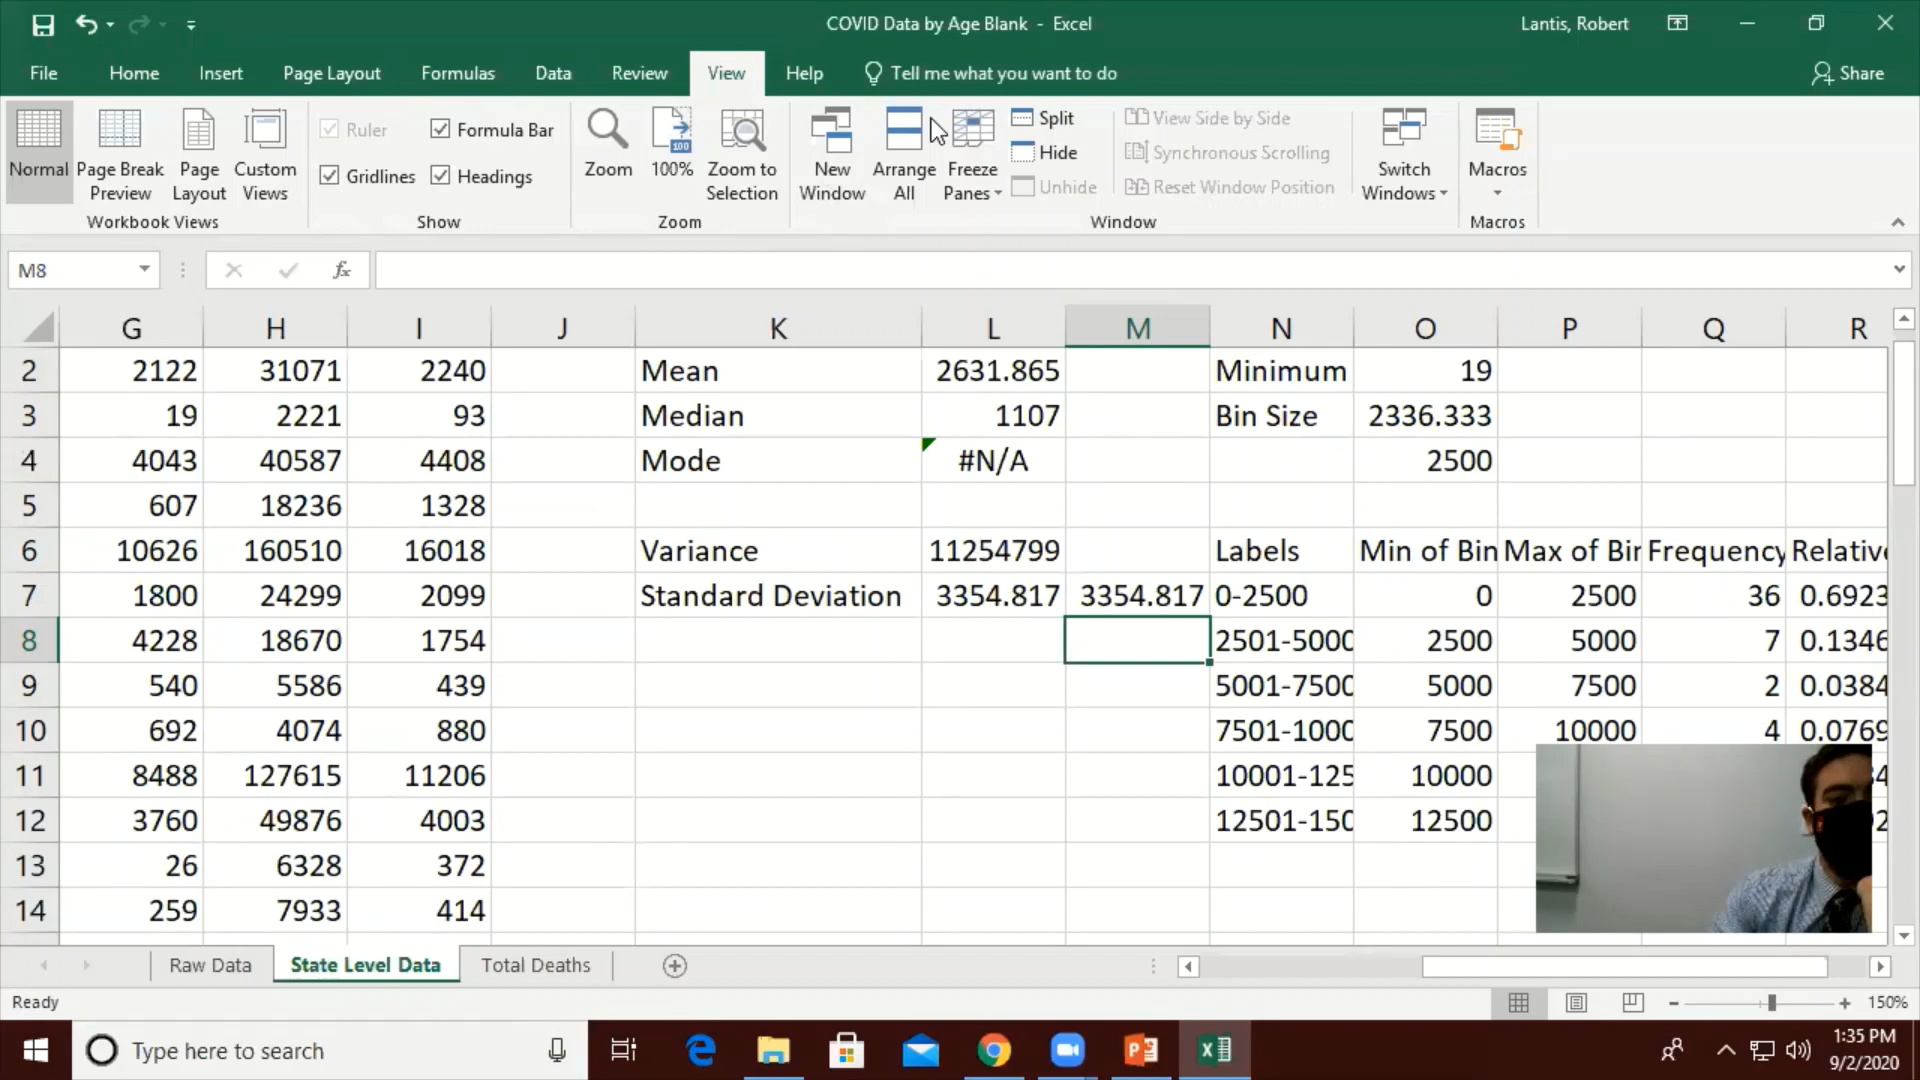 COVID Data by Age Blank - Excel
Lantis, Robert
File Home Insert Page Layout Formulas Data Review View Help Tell me what you want to do Share
Normal
Page Break Preview
Page Layout
Custom Views
Workbook Views
Ruler
Formula Bar
Gridlines
Headings
Show
Zoom
100%
Zoom to Selection
Zoom
New Window
Arrange All
Freeze Panes
Split
Hide
Unhide
View Side by Side
Synchronous Scrolling
Reset Window Position
Window
Switch Windows
Macros
Macros
M8
fx
G H I J K L M N O P Q R
2 2122 31071 2240 Mean 2631.865 Minimum 19
3 19 2221 93 Median 1107 Bin Size 2336.333
4 4043 40587 4408 Mode #N/A 2500
5 607 18236 1328
6 10626 160510 16018 Variance 11254799 Labels Min of Bin Max of Bin Frequency Relative
7 1800 24299 2099 Standard Deviation 3354.817 3354.817 0-2500 0 2500 36 0.6923
8 4228 18670 1754 2501-5000 2500 5000 7 0.1346
9 540 5586 439 5001-7500 5000 7500 2 0.0384
10 692 4074 880 7501-1000 7500 10000 4 0.0769
11 8488 127615 11206 10001-125 10000
12 3760 49876 4003 12501-150 12500
13 26 6328 372
14 259 7933 414
Raw Data State Level Data Total Deaths
Ready
150%
Type here to search
1:35 PM
9/2/2020